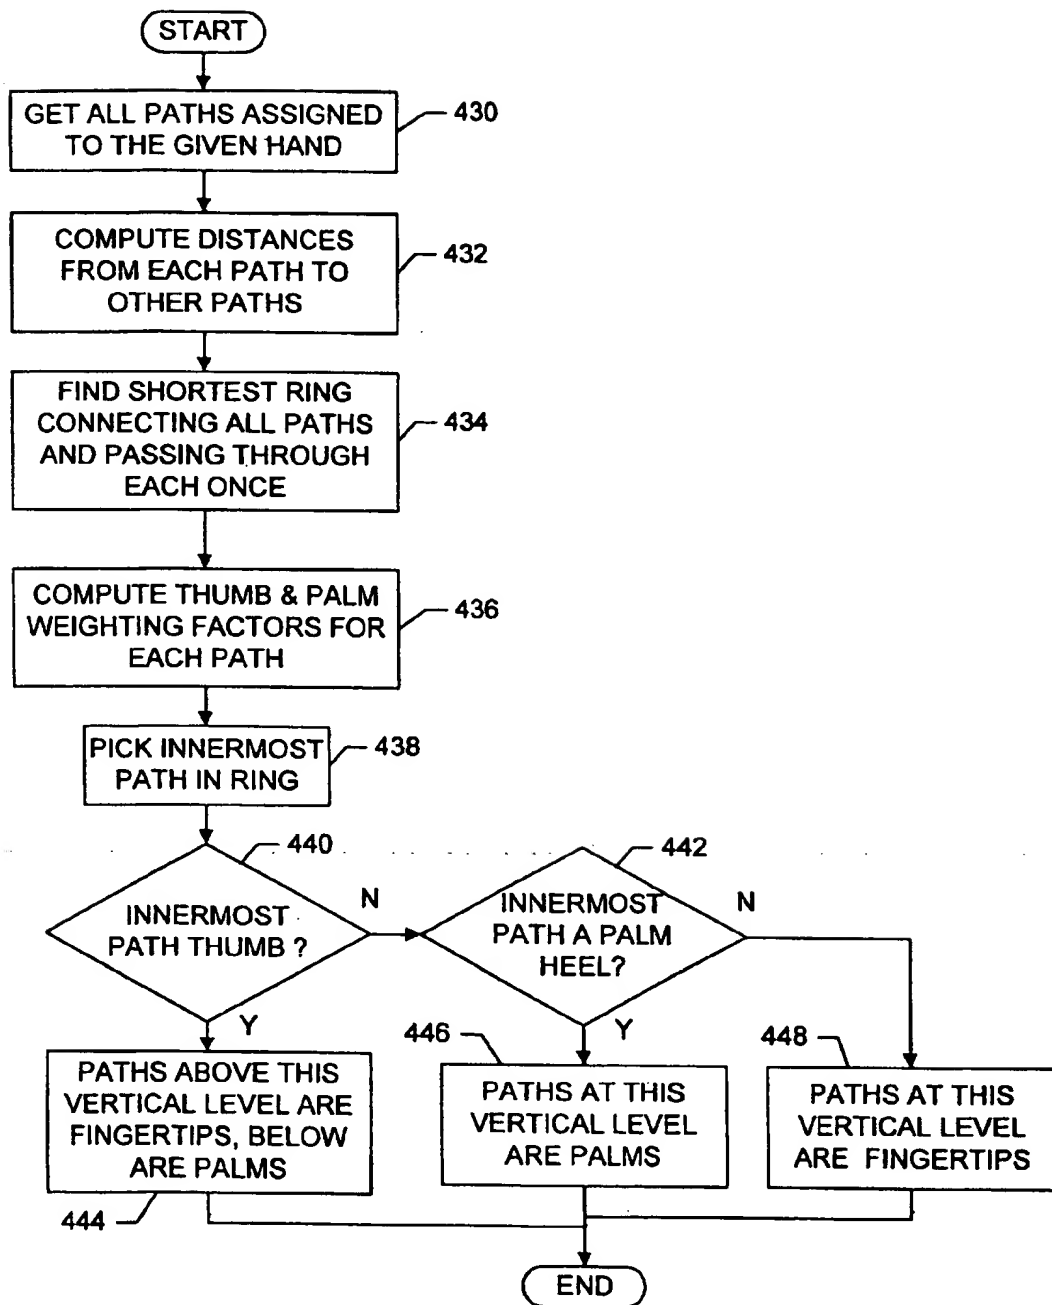 START
GET ALL PATHS ASSIGNED
TO THE GIVEN HAND
430
COMPUTE DISTANCES
FROM EACH PATH TO
OTHER PATHS
432
FIND SHORTEST RING
CONNECTING ALL PATHS
AND PASSING THROUGH
EACH ONCE
434
COMPUTE THUMB & PALM
WEIGHTING FACTORS FOR
EACH PATH
436
PICK INNERMOST
PATH IN RING
438
440
INNERMOST
PATH THUMB ?
N
Y
442
INNERMOST
PATH A PALM
HEEL?
N
Y
PATHS ABOVE THIS
VERTICAL LEVEL ARE
FINGERTIPS, BELOW
ARE PALMS
444
446
PATHS AT THIS
VERTICAL LEVEL
ARE PALMS
448
PATHS AT THIS
VERTICAL LEVEL
ARE FINGERTIPS
END